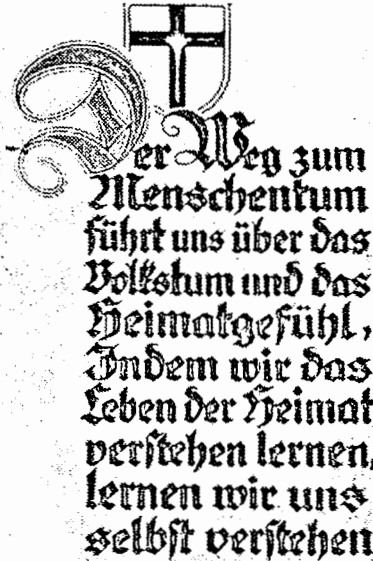 Der Weg zum
Menschentum
führt uns über das
Volkstum und das
Heimatgefühl,
Indem wir das
Leben der Heimat
verstehen lernen,
lernen wir uns
selbst verstehen